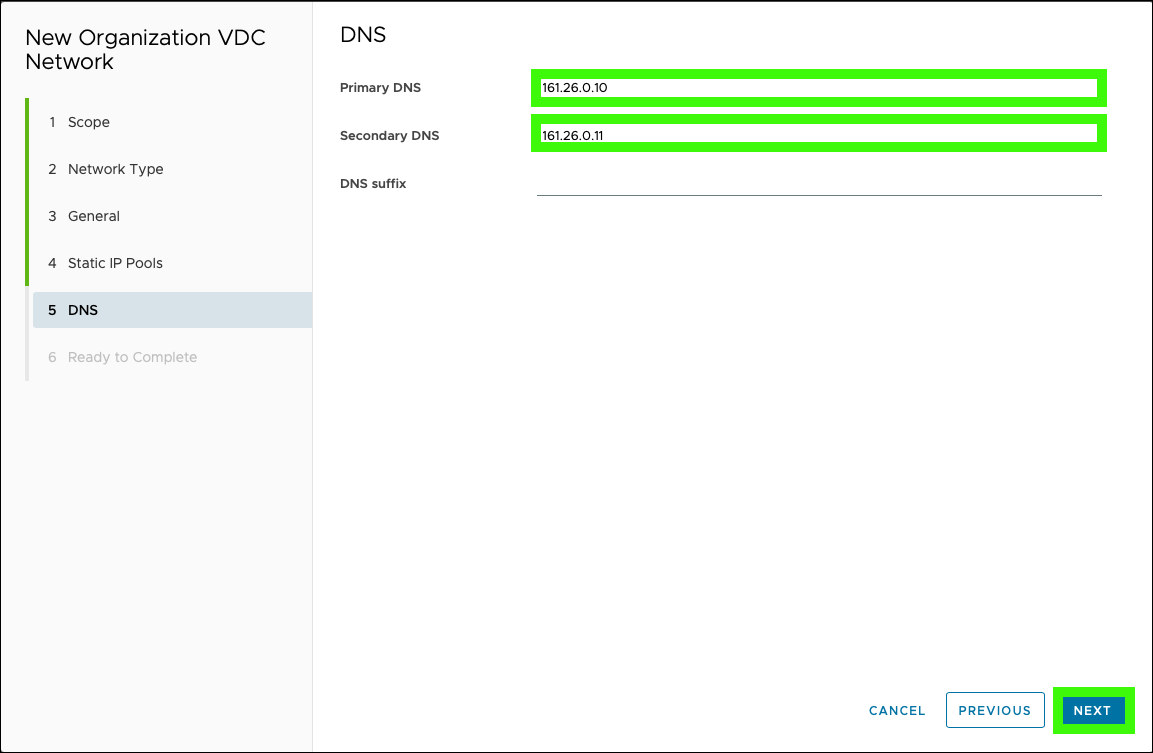 New Organization VDC
Network
1 Scope
2 Network Type
3 General
4 Static IP Pools
5 DNS
6 Ready to Complete
DNS
Primary DNS 161.26.0.10
Secondary DNS 161.26.0.11
DNS suffix
CANCEL PREVIOUS NEXT